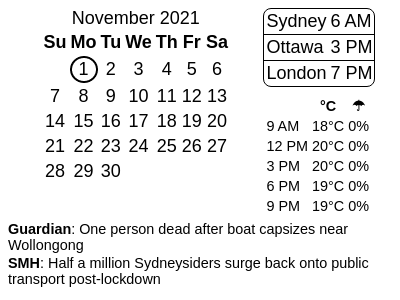 November 2021
Su Mo Tu We Th Fr Sa
1 2 3 4 5 6
7 8 9 10 11 12 13
14 15 16 17 18 19 20
21 22 23 24 25 26 27
28 29 30
Sydney 6 AM
Ottawa 3 PM
London 7 PM
°C ☂
9 AM 18°C 0%
12 PM 20°C 0%
3 PM 20°C 0%
6 PM 19°C 0%
9 PM 19°C 0%
Guardian: One person dead after boat capsizes near
Wollongong
SMH: Half a million Sydneysiders surge back onto public
transport post-lockdown